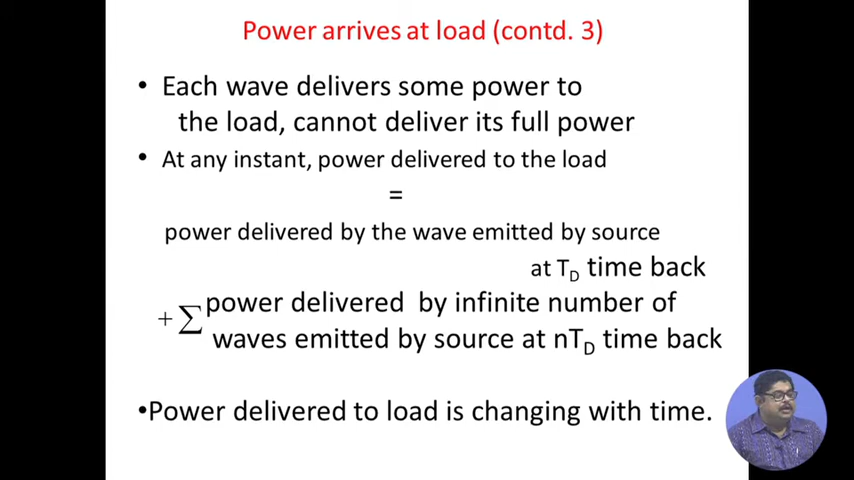 Power arrives at load (contd. 3)
• Each wave delivers some power to
the load, cannot deliver its full power
• At any instant, power delivered to the load
=
power delivered by the wave emitted by source
at T_D time back
+ ∑ power delivered by infinite number of
waves emitted by source at nT_D time back
•Power delivered to load is changing with time.